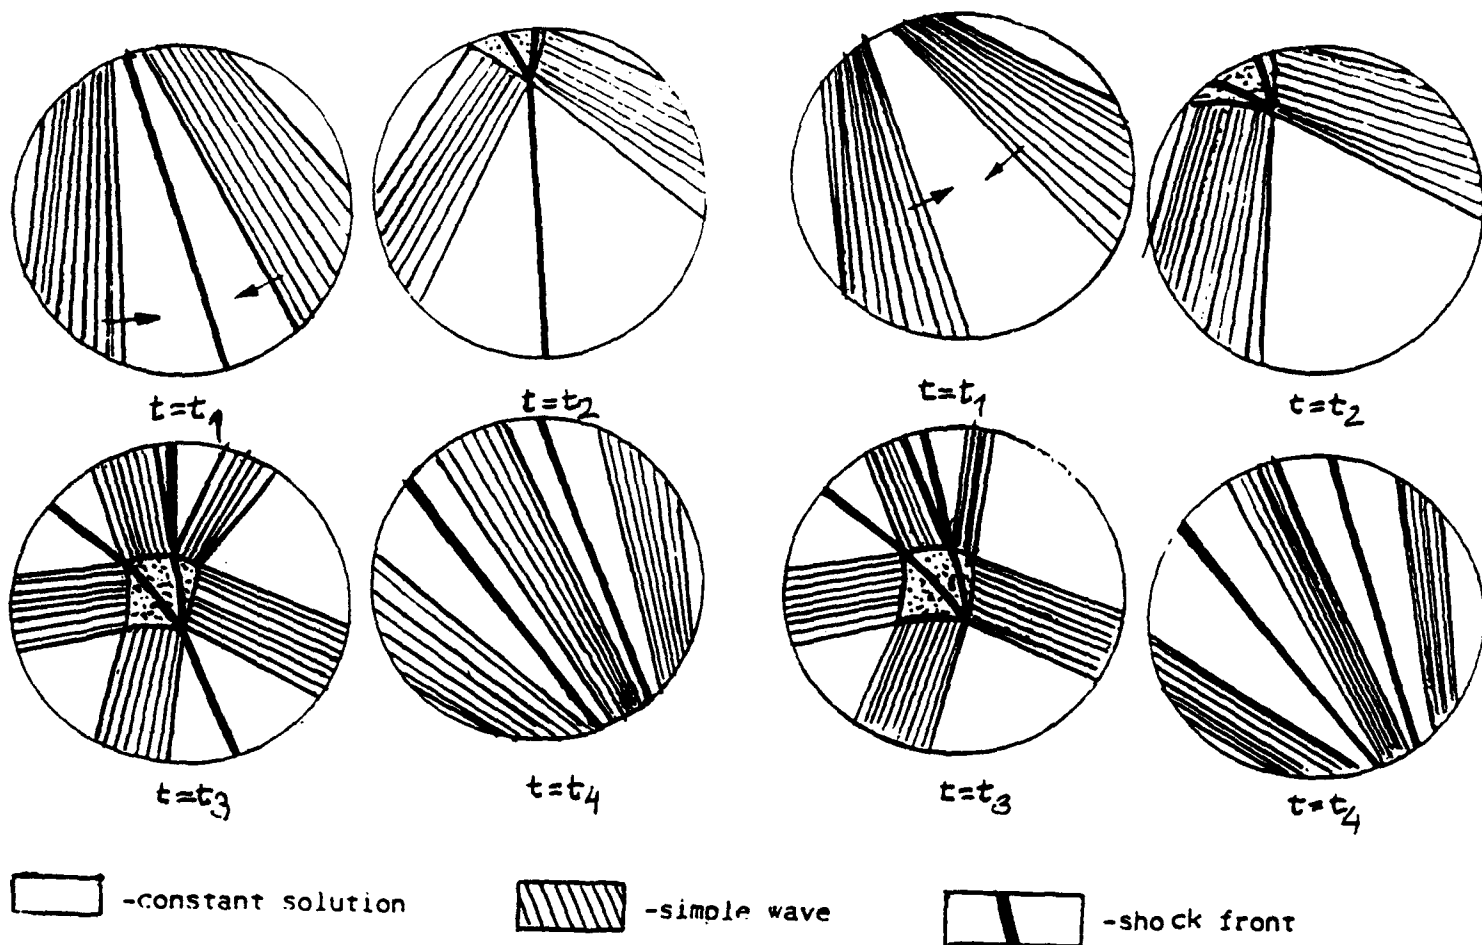 t=t1
t=t2
t=t1
t=t2
t=t3
t=t4
t=t3
t=t4
-constant solution
-simple wave
-shock front